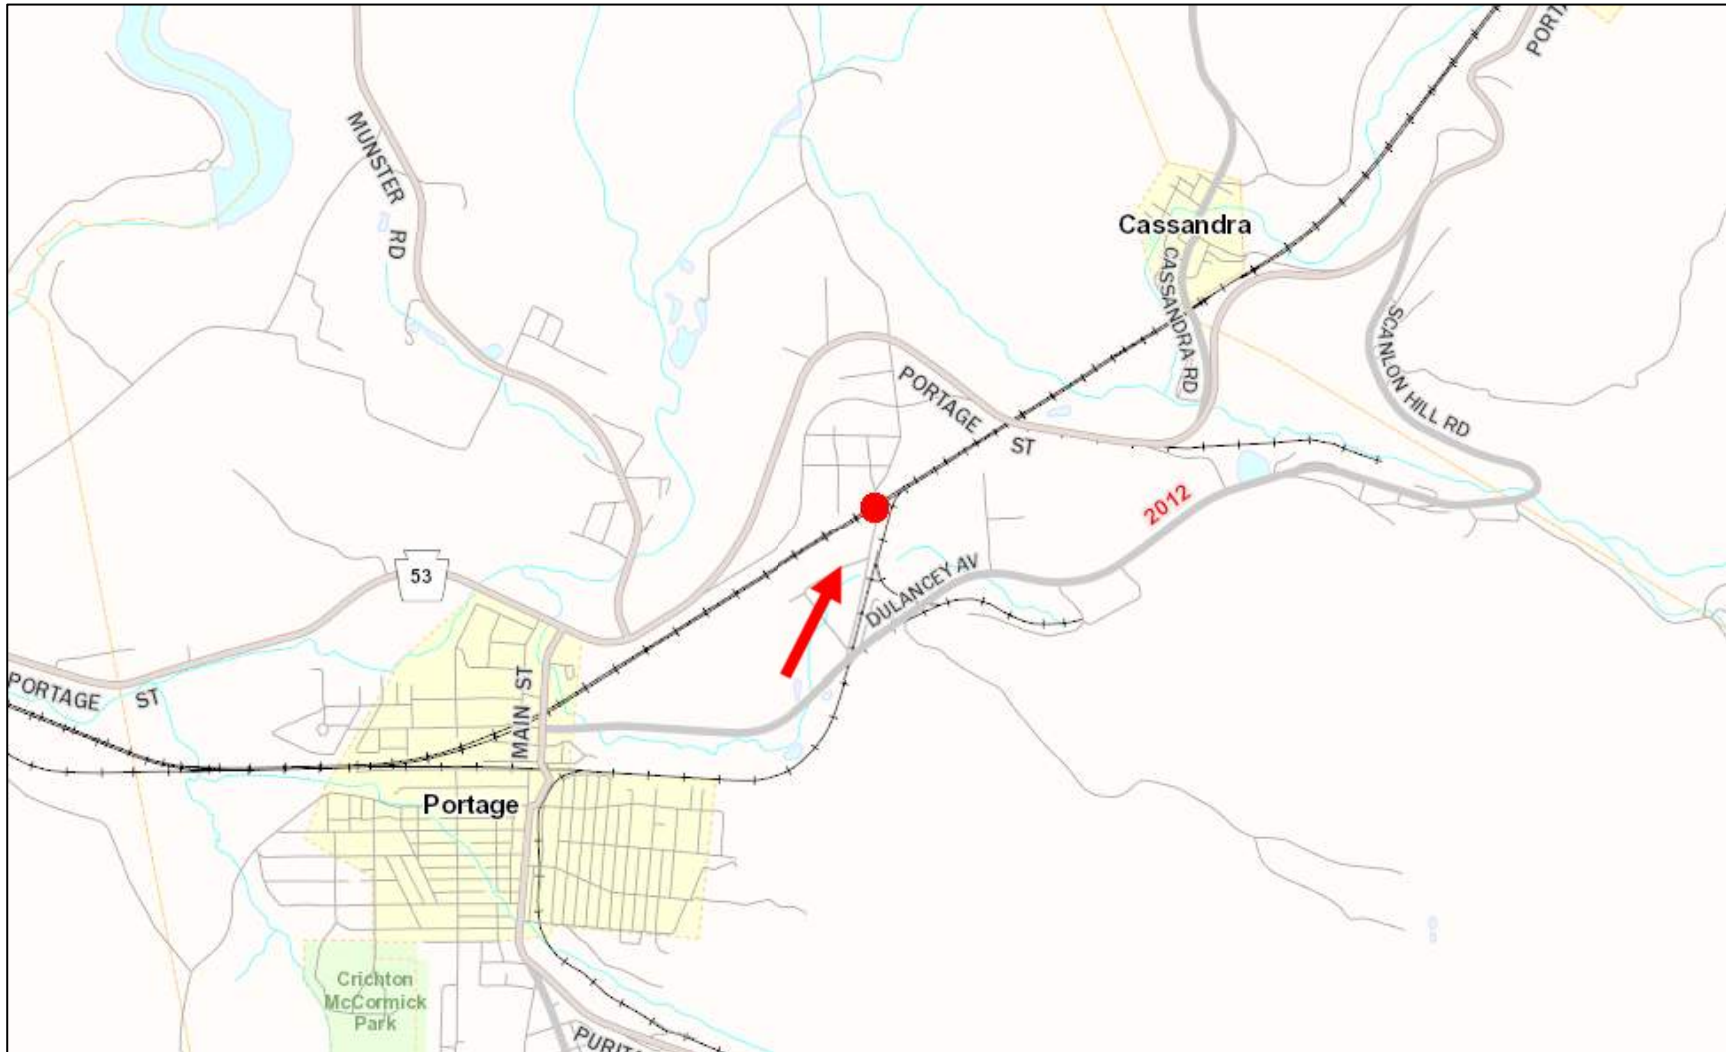 PORTA
MUNSTER
RD
Cassandra
CASSANDRA RD
SCANLON HILL RD
PORTAGE
ST
2012
53
DULANCEY AV
PORTAGE
ST
MAIN ST
Portage
Crichton
McCormick
Park
PURITA